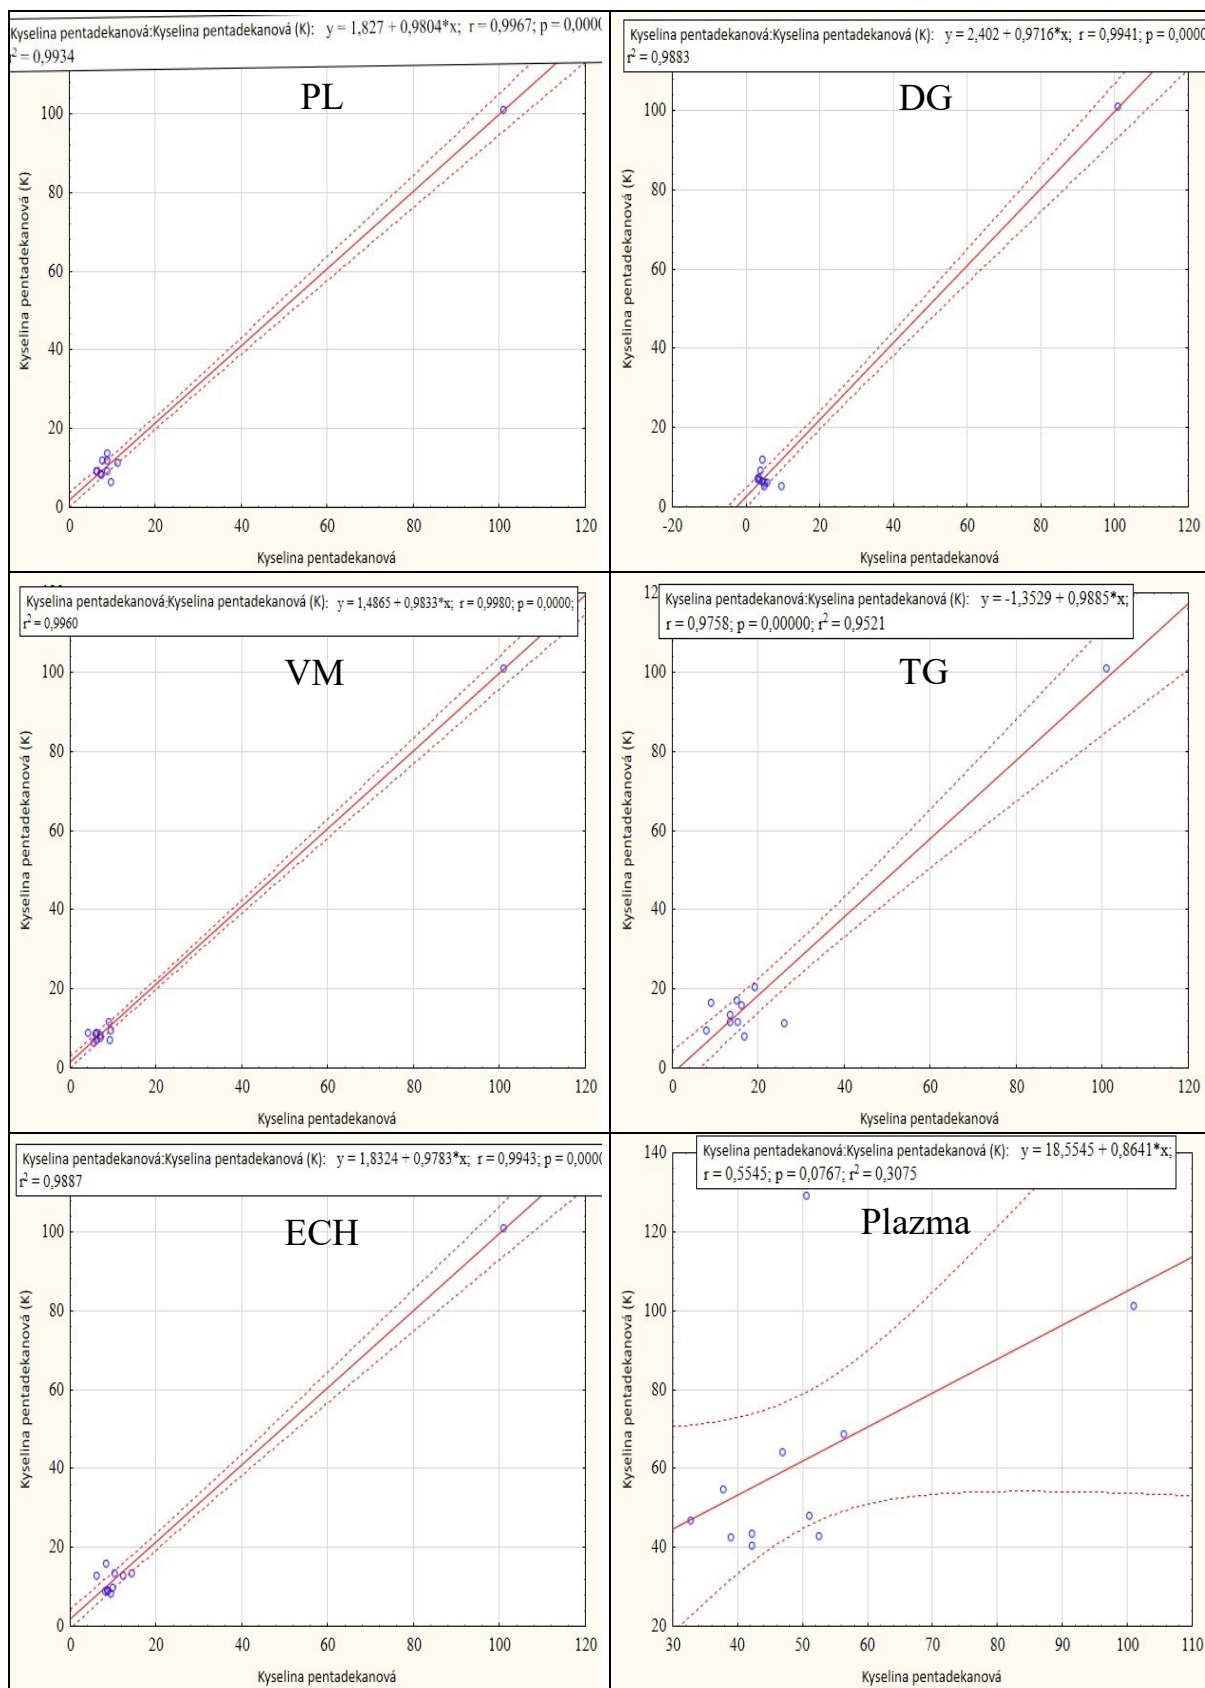 Kyselina pentadekanová:Kyselina pentadekanová (K): y = 1,827 + 0,9804*x; r = 0,9967; p = 0,0000
r² = 0,9934
PL
Kyselina pentadekanová (K)
100
80
60
40
20
0
0 20 40 60 80 100 120
Kyselina pentadekanová
Kyselina pentadekanová:Kyselina pentadekanová (K): y = 2,402 + 0,9716*x; r = 0,9941; p = 0,0000
r² = 0,9883
DG
Kyselina pentadekanová (K)
100
80
60
40
20
0
-20 0 20 40 60 80 100 120
Kyselina pentadekanová
Kyselina pentadekanová:Kyselina pentadekanová (K): y = 1,4865 + 0,9833*x; r = 0,9980; p = 0,0000;
r² = 0,9960
VM
Kyselina pentadekanová (K)
100
80
60
40
20
0
0 20 40 60 80 100 120
Kyselina pentadekanová
Kyselina pentadekanová:Kyselina pentadekanová (K): y = -1,3529 + 0,9885*x;
r = 0,9758; p = 0,00000; r² = 0,9521
TG
Kyselina pentadekanová (K)
100
80
60
40
20
0
0 20 40 60 80 100 120
Kyselina pentadekanová
Kyselina pentadekanová:Kyselina pentadekanová (K): y = 1,8324 + 0,9783*x; r = 0,9943; p = 0,0000
r² = 0,9887
ECH
Kyselina pentadekanová (K)
100
80
60
40
20
0
0 20 40 60 80 100 120
Kyselina pentadekanová
Kyselina pentadekanová:Kyselina pentadekanová (K): y = 18,5545 + 0,8641*x;
r = 0,5545; p = 0,0767; r² = 0,3075
Plazma
Kyselina pentadekanová (K)
140
120
100
80
60
40
20
30 40 50 60 70 80 90 100 110
Kyselina pentadekanová